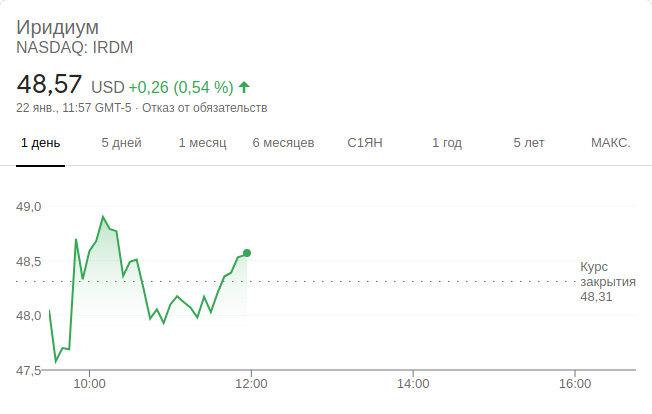 Иридиум
NASDAQ: IRDM
48,57 USD +0,26 (0,54 %)
22 янв., 11:57 GMT-5 · Отказ от обязательств
1 день 5 дней 1 месяц 6 месяцев С1ЯН 1 год 5 лет МАКС.
49,0
48,5
48,0
47,5
Курс
закрытия
48,31
10:00 12:00 14:00 16:00